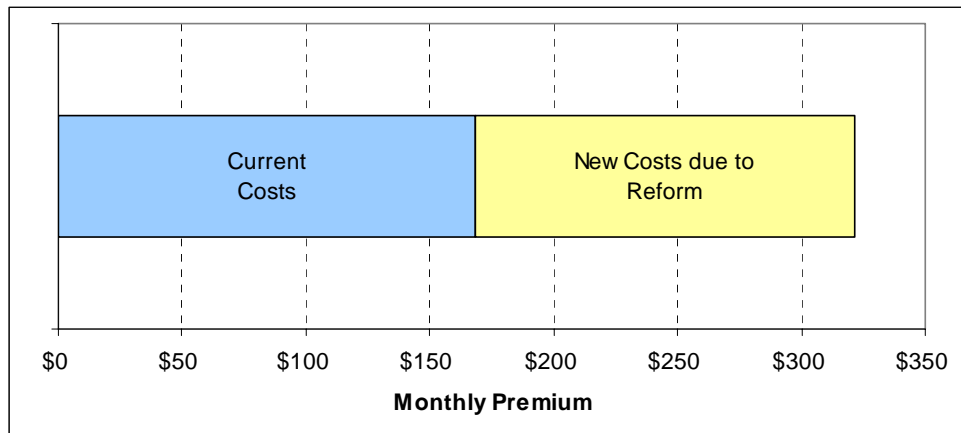 Current
Costs
New Costs due to
Reform
$0 $50 $100 $150 $200 $250 $300 $350
Monthly Premium